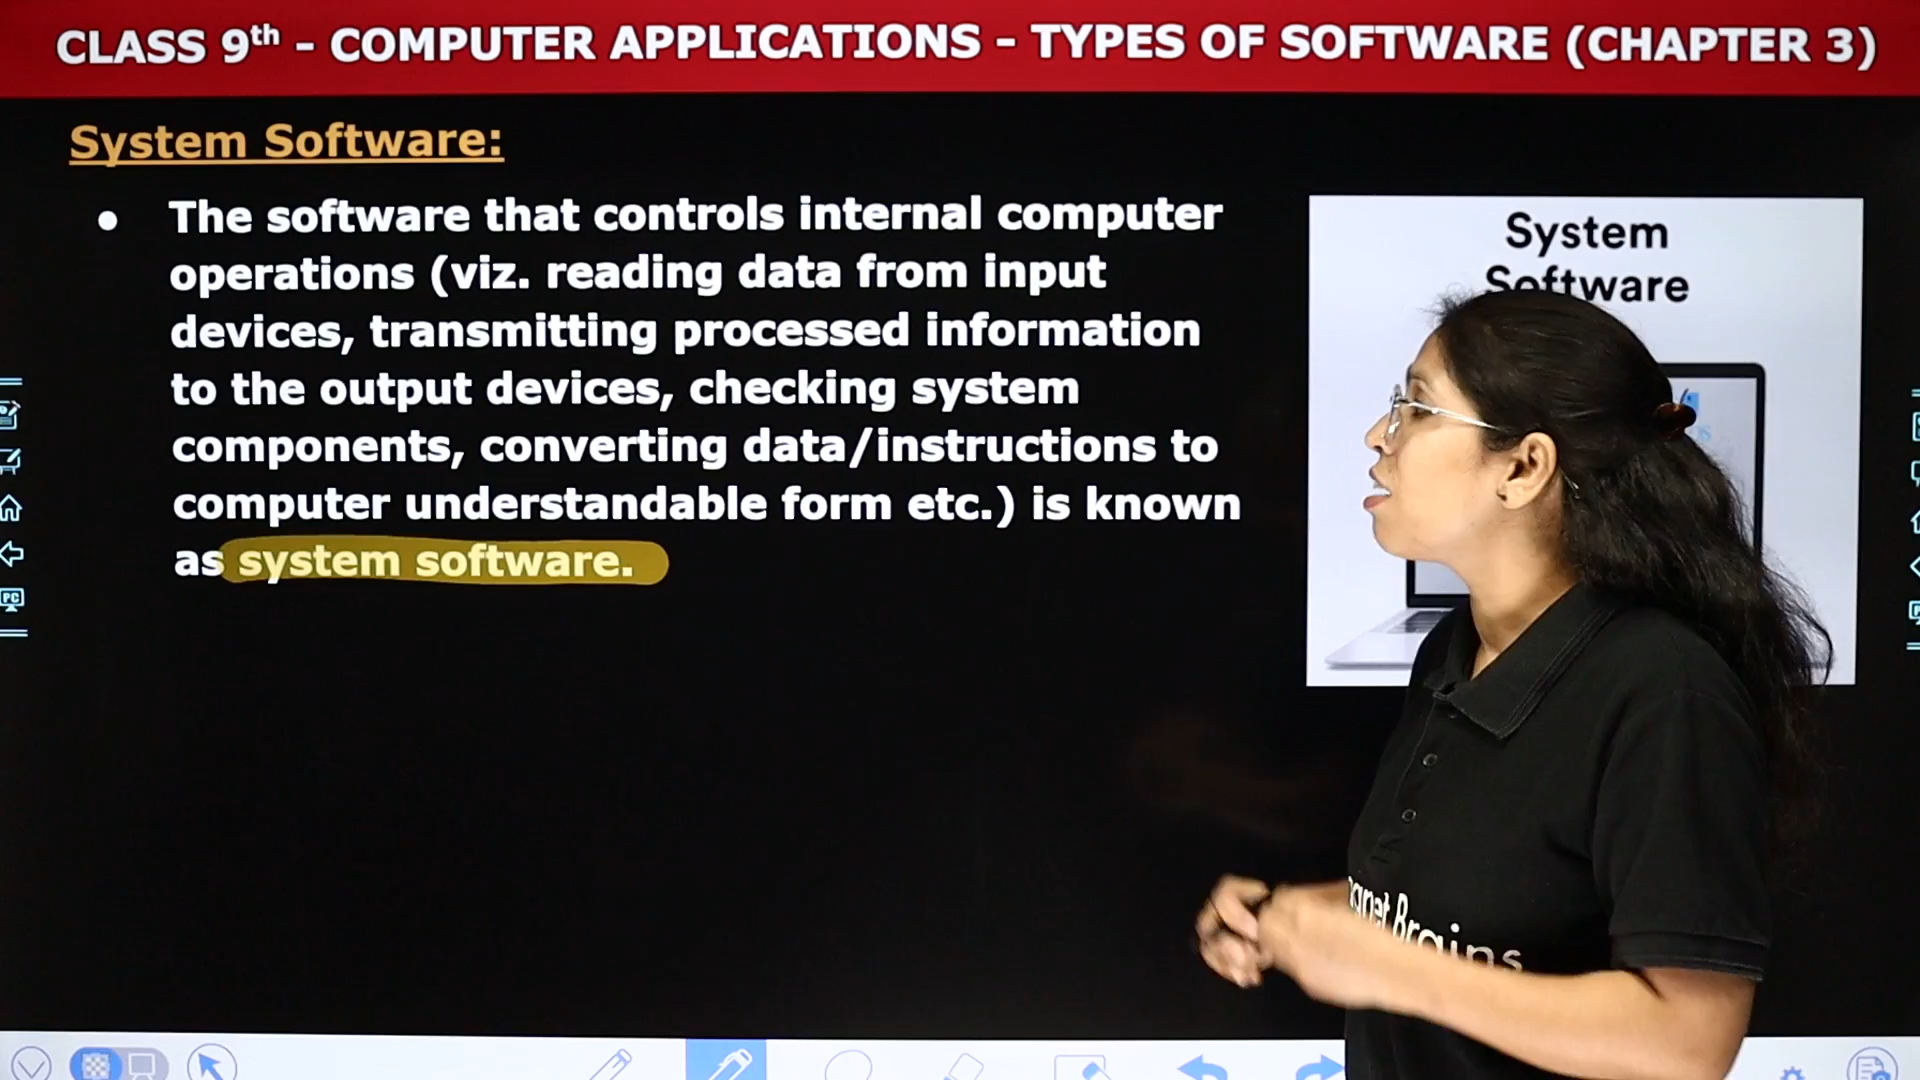 CLASS 9th - COMPUTER APPLICATIONS - TYPES OF SOFTWARE (CHAPTER 3)
System Software:
● The software that controls internal computer
operations (viz. reading data from input
devices, transmitting processed information
to the output devices, checking system
components, converting data/instructions to
computer understandable form etc.) is known
as system software.
System
Software
PC
Brains